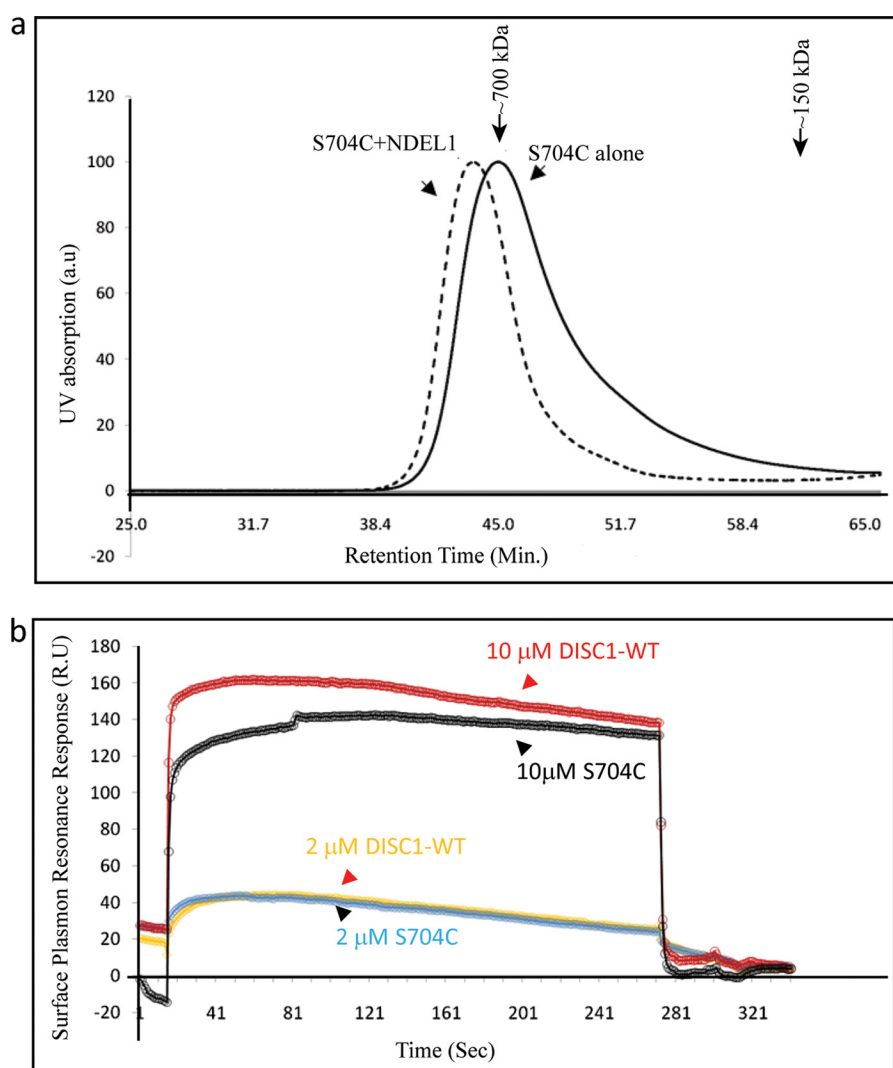 a
~700 kDa
~150 kDa
S704C+NDEL1
S704C alone
UV absorption (a.u)
120
100
80
60
40
20
0
-20
25.0 31.7 38.4 45.0 51.7 58.4 65.0
Retention Time (Min.)
b
Surface Plasmon Resonance Response (R.U)
180
160
140
120
100
80
60
40
20
0
-20
10 µM DISC1-WT
10µM S704C
2 µM DISC1-WT
2 µM S704C
1 41 81 121 161 201 241 281 321
Time (Sec)